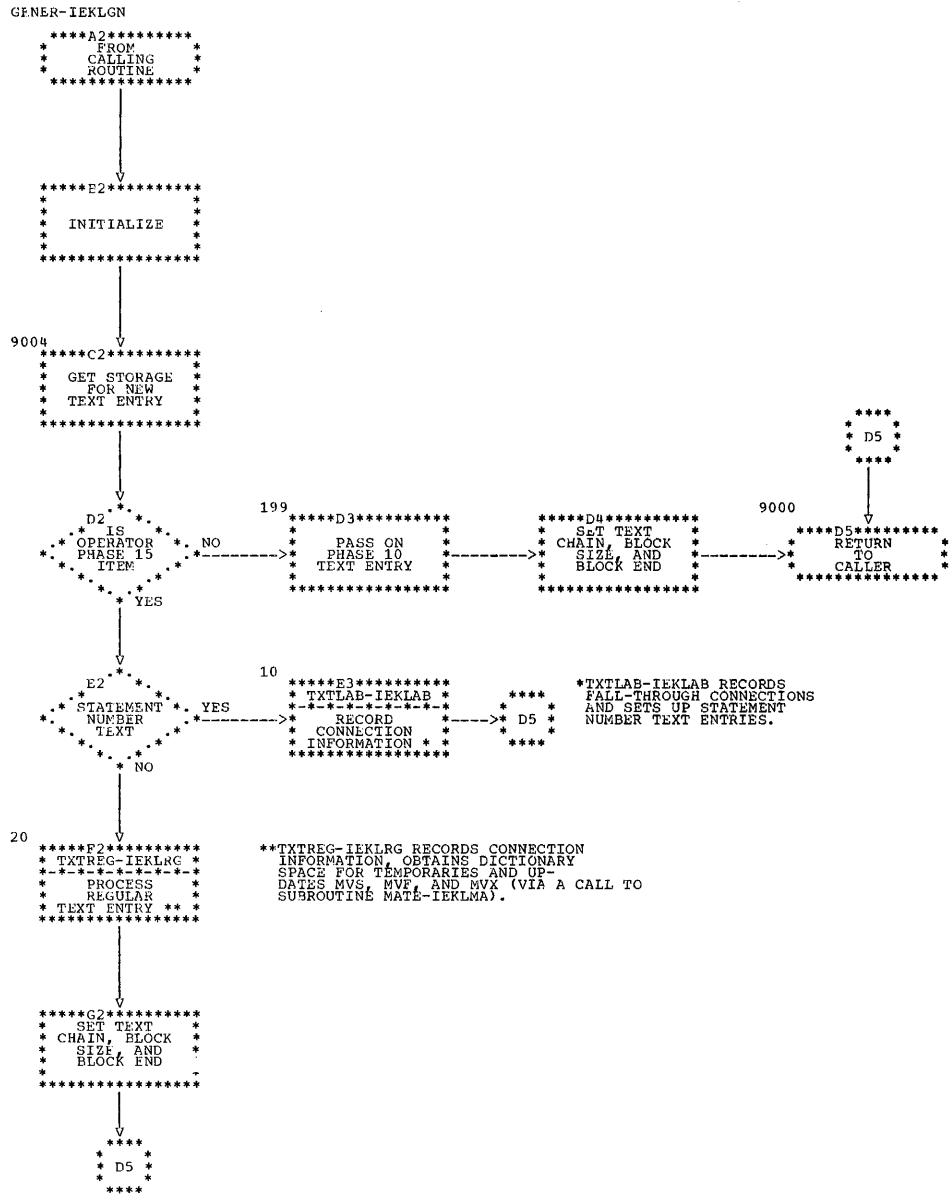 GENER-IEKLGN
A2
FROM
CALLING
ROUTINE
B2
INITIALIZE
9004
C2
GET STORAGE
FOR NEW
TEXT ENTRY
D5
D2
IS
OPERATOR
PHASE 15
ITEM
NO
YES
199
D3
PASS ON
PHASE 10
TEXT ENTRY
D4
SET TEXT
CHAIN, BLOCK
SIZE, AND
BLOCK END
9000
D5
RETURN
TO
CALLER
E2
STATEMENT
NUMBER
TEXT
YES
NO
10
E3
TXTLAB-IEKLAB
RECORD
CONNECTION
INFORMATION *
D5
*TXTLAB-IEKLAB RECORDS
FALL-THROUGH CONNECTIONS
AND SETS UP STATEMENT
NUMBER TEXT ENTRIES.
20
F2
TXTREG-IEKLRG
PROCESS
REGULAR
TEXT ENTRY **
**TXTREG-IEKLRG RECORDS CONNECTION
INFORMATION, OBTAINS DICTIONARY
SPACE FOR TEMPORARIES AND UP-
DATES MVS, MVF, AND MVX (VIA A CALL TO
SUBROUTINE MATE-IEKLMA).
G2
SET TEXT
CHAIN, BLOCK
SIZE, AND
BLOCK END
D5